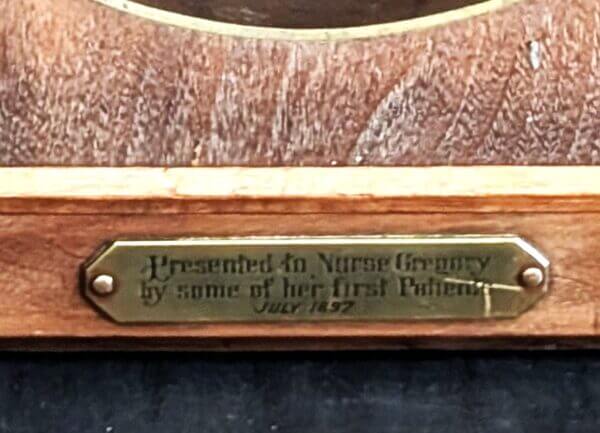 Presented to Nurse Gregory
by some of her first Patients
JULY 1897